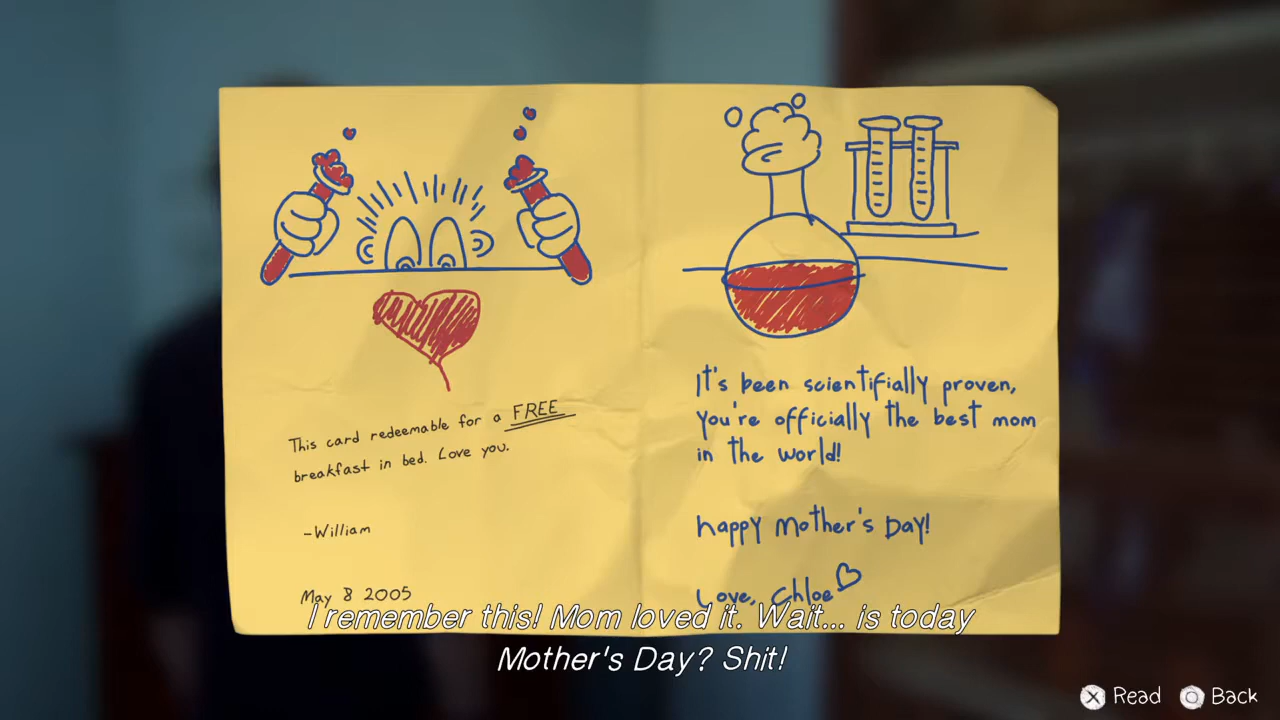 This card redeemable for a FREE
breakfast in bed. Love you.
-William
May 8 2005
It's been scientifially proven,
you're officially the best mom
in the world!
Happy Mother's Day!
Love, Chloe
I remember this! Mom loved it. Wait... is today
Mother's Day? Shit!
Read
Back